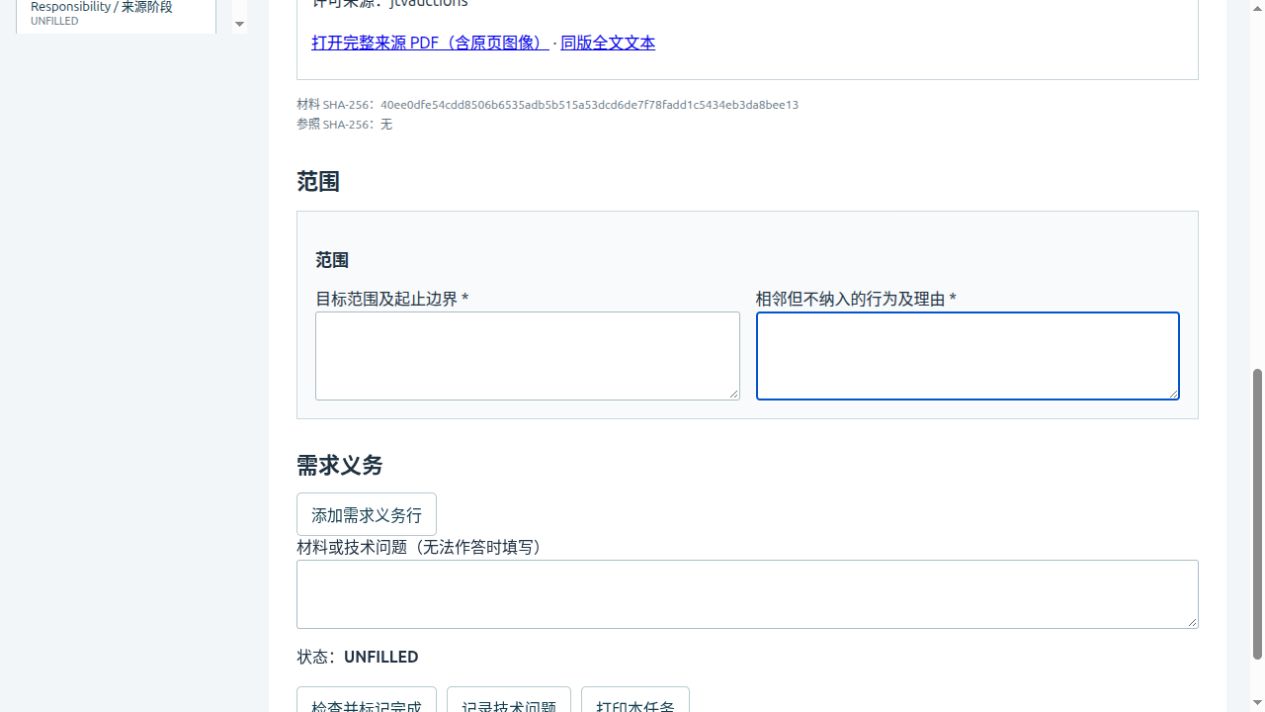 Responsibility / 来源阶段
UNFILLED
许可来源：jtvauctions
打开完整来源 PDF（含原页图像） · 同版全文文本
材料 SHA-256：40ee0dfe54cdd8506b6535adb5b515a53dcd6de7f78fadd1c5434eb3da8bee13
参照 SHA-256：无
范围
范围
目标范围及起止边界 *
相邻但不纳入的行为及理由 *
需求义务
添加需求义务行
材料或技术问题（无法作答时填写）
状态：UNFILLED
检查并标记完成
记录技术问题
打印本任务